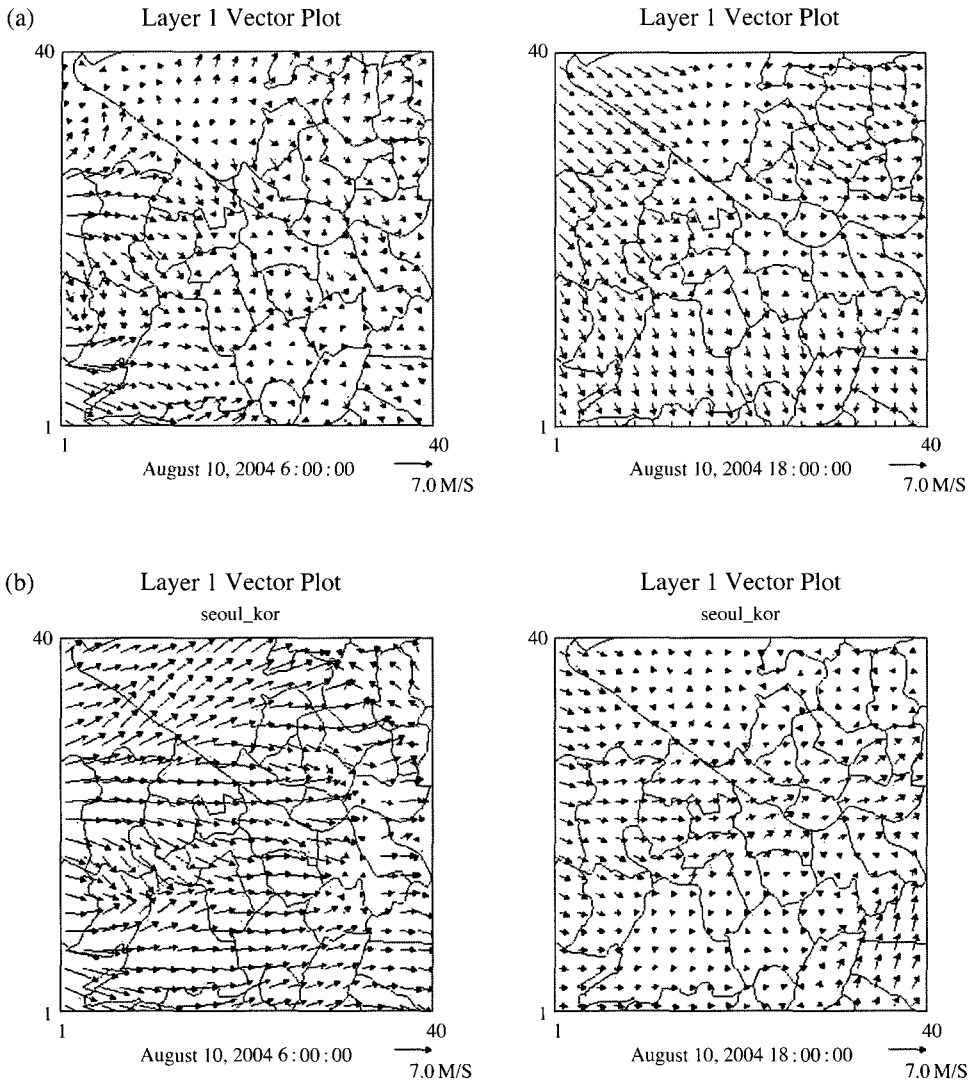 (a)
Layer 1 Vector Plot
40
1
1
40
August 10, 2004 6:00:00
7.0 M/S
Layer 1 Vector Plot
40
1
1
40
August 10, 2004 18:00:00
7.0 M/S
(b)
Layer 1 Vector Plot
seoul_kor
40
1
1
40
August 10, 2004 6:00:00
7.0 M/S
Layer 1 Vector Plot
seoul_kor
40
1
1
40
August 10, 2004 18:00:00
7.0 M/S